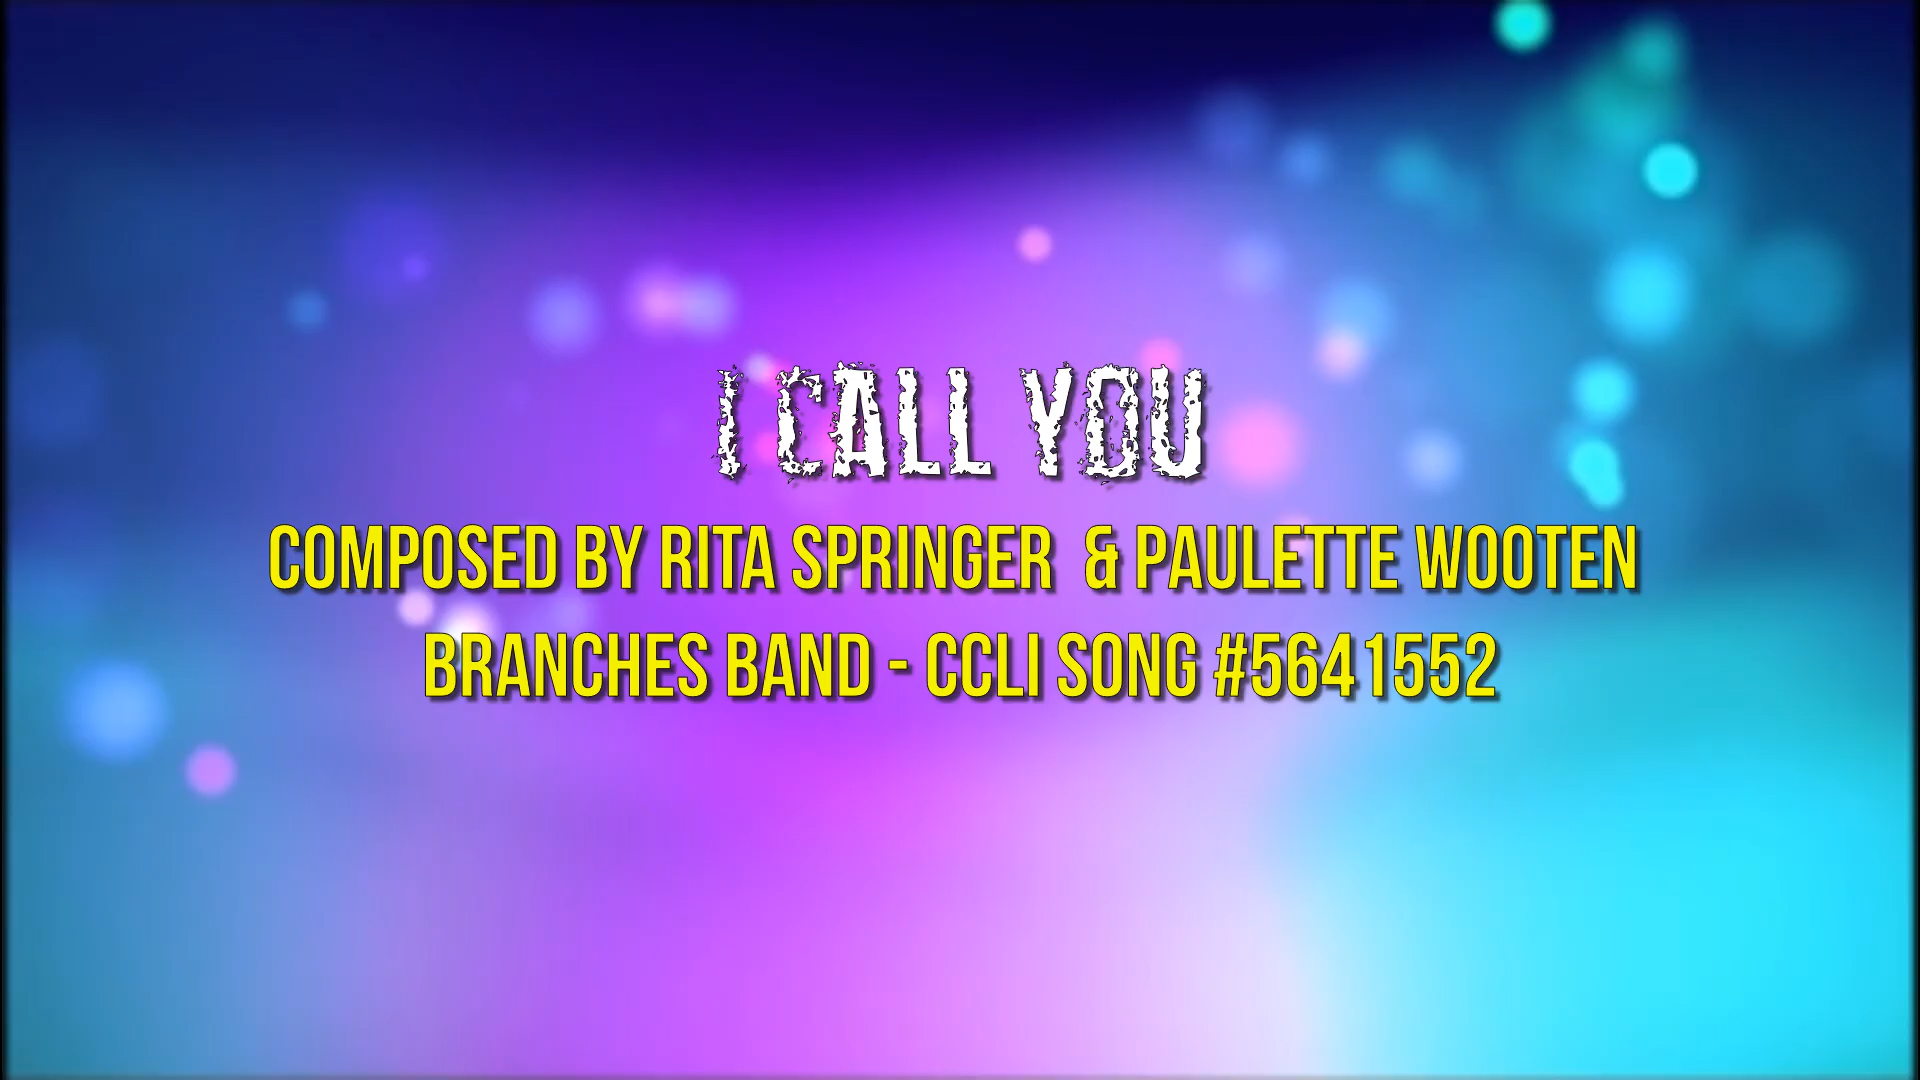 I CALL YOU
COMPOSED BY RITA SPRINGER & PAULETTE WOOTEN
BRANCHES BAND - CCLI SONG #5641552